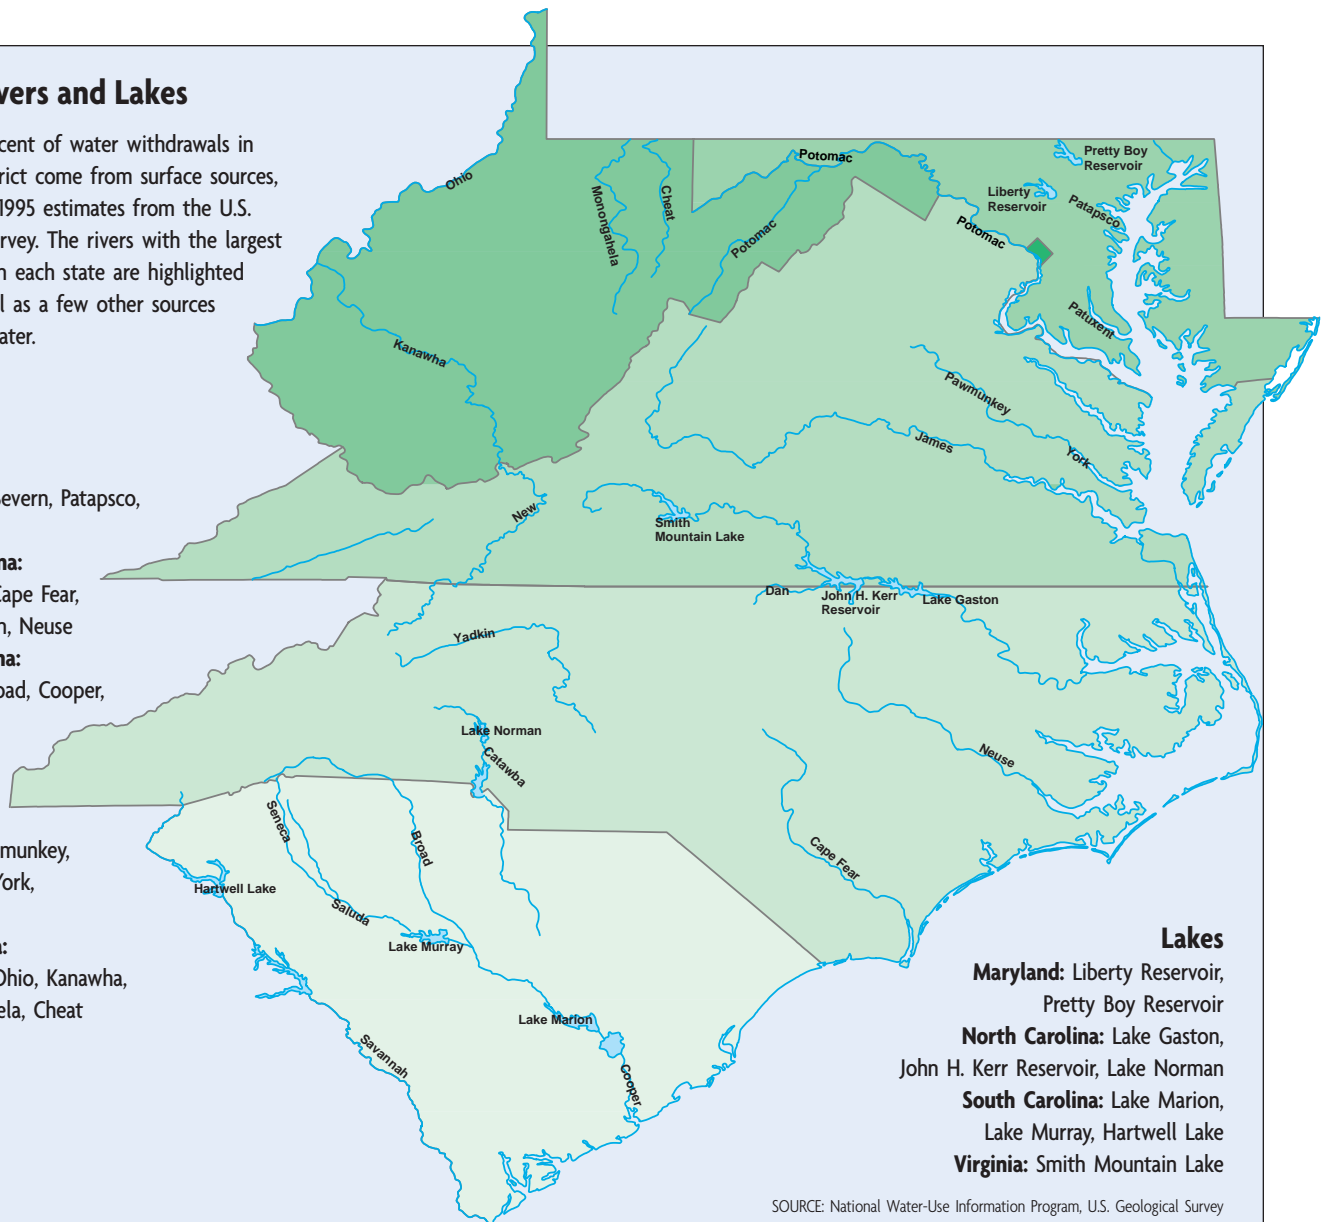 vers and Lakes
cent of water withdrawals in
rict come from surface sources,
1995 estimates from the U.S.
rvey. The rivers with the largest
n each state are highlighted
l as a few other sources
ater.
evern, Patapsco,
na:
Cape Fear,
n, Neuse
na:
oad, Cooper,
munkey,
York,
a:
Ohio, Kanawha,
ela, Cheat
Ohio
Monongahela
Cheat
Potomac
Potomac
Potomac
Pretty Boy
Reservoir
Liberty
Reservoir
Patapsco
Patuxent
Kanawha
Pawmunkey
James
York
New
Smith
Mountain Lake
Dan
John H. Kerr
Reservoir
Lake Gaston
Yadkin
Lake Norman
Catawba
Neuse
Seneca
Broad
Cape Fear
Hartwell Lake
Saluda
Lake Murray
Lake Marion
Savannah
Cooper
Lakes
Maryland: Liberty Reservoir,
Pretty Boy Reservoir
North Carolina: Lake Gaston,
John H. Kerr Reservoir, Lake Norman
South Carolina: Lake Marion,
Lake Murray, Hartwell Lake
Virginia: Smith Mountain Lake
SOURCE: National Water-Use Information Program, U.S. Geological Survey